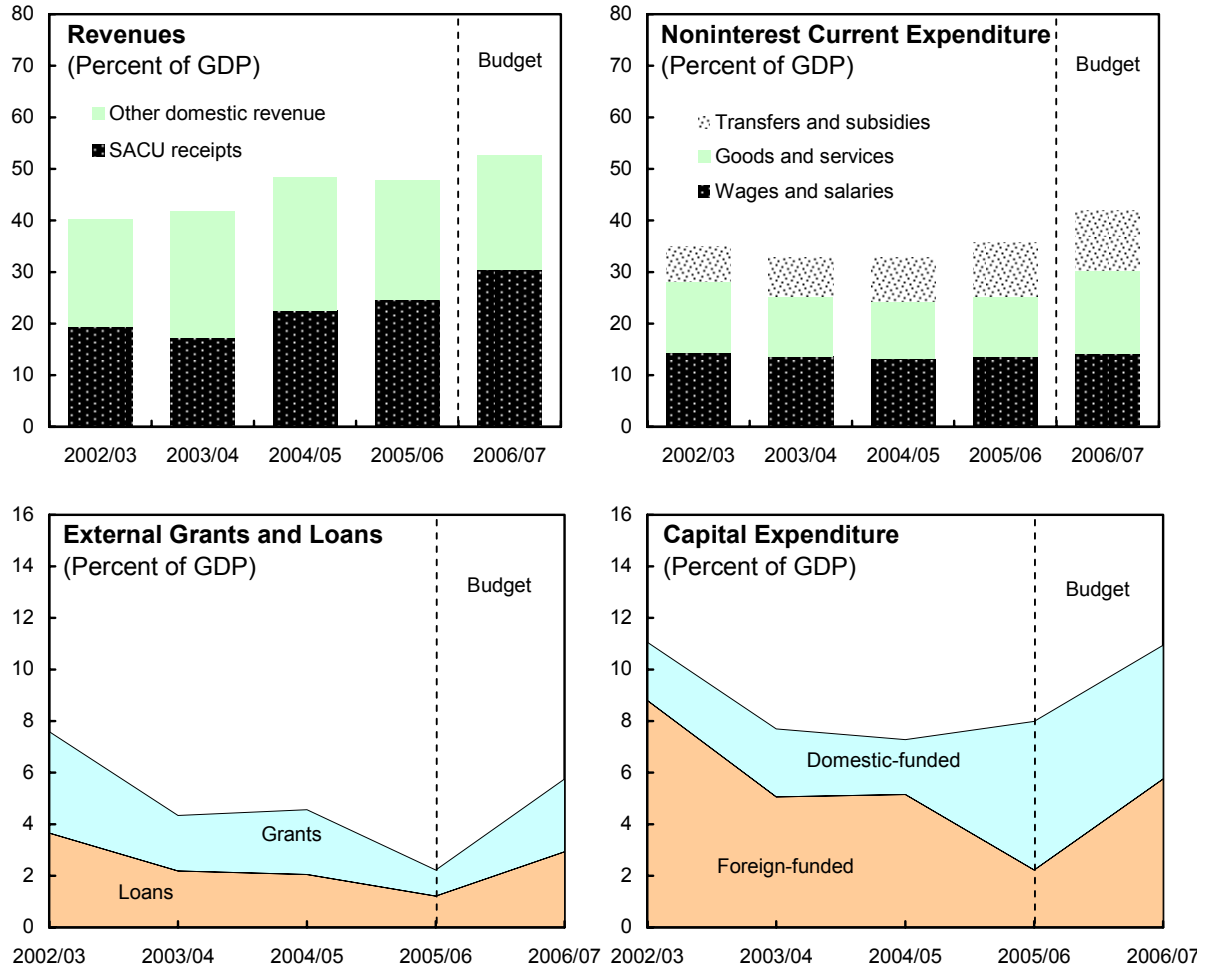 Revenues
(Percent of GDP)
Budget
Other domestic revenue
SACU receipts
80
70
60
50
40
30
20
10
0
2002/03 2003/04 2004/05 2005/06 2006/07
Noninterest Current Expenditure
(Percent of GDP)
Budget
Transfers and subsidies
Goods and services
Wages and salaries
80
70
60
50
40
30
20
10
0
2002/03 2003/04 2004/05 2005/06 2006/07
External Grants and Loans
(Percent of GDP)
Budget
Grants
Loans
16
14
12
10
8
6
4
2
0
2002/03 2003/04 2004/05 2005/06 2006/07
Capital Expenditure
(Percent of GDP)
Budget
Domestic-funded
Foreign-funded
16
14
12
10
8
6
4
2
0
2002/03 2003/04 2004/05 2005/06 2006/07